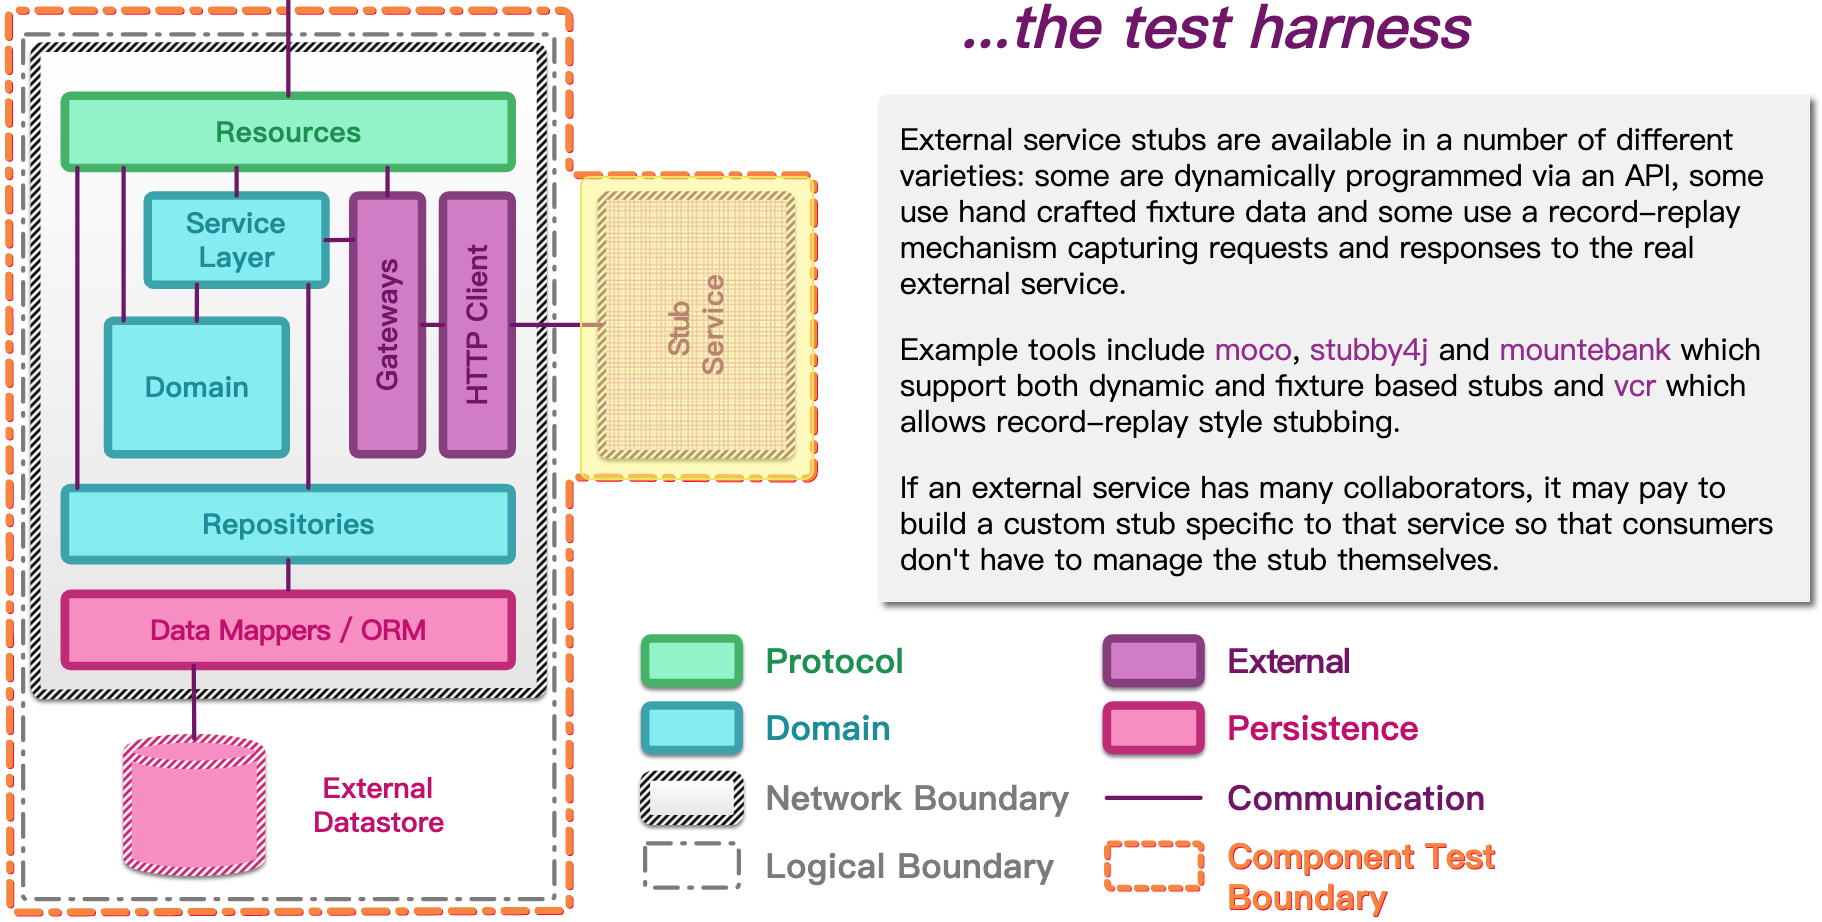 ...the test harness
Resources
Service
Layer
Gateways
HTTP Client
Stub
Service
Domain
Repositories
Data Mappers / ORM
External
Datastore
External service stubs are available in a number of different
varieties: some are dynamically programmed via an API, some
use hand crafted fixture data and some use a record–replay
mechanism capturing requests and responses to the real
external service.
Example tools include moco, stubby4j and mountebank which
support both dynamic and fixture based stubs and vcr which
allows record–replay style stubbing.
If an external service has many collaborators, it may pay to
build a custom stub specific to that service so that consumers
don't have to manage the stub themselves.
Protocol
Domain
Network Boundary
Logical Boundary
External
Persistence
Communication
Component Test
Boundary